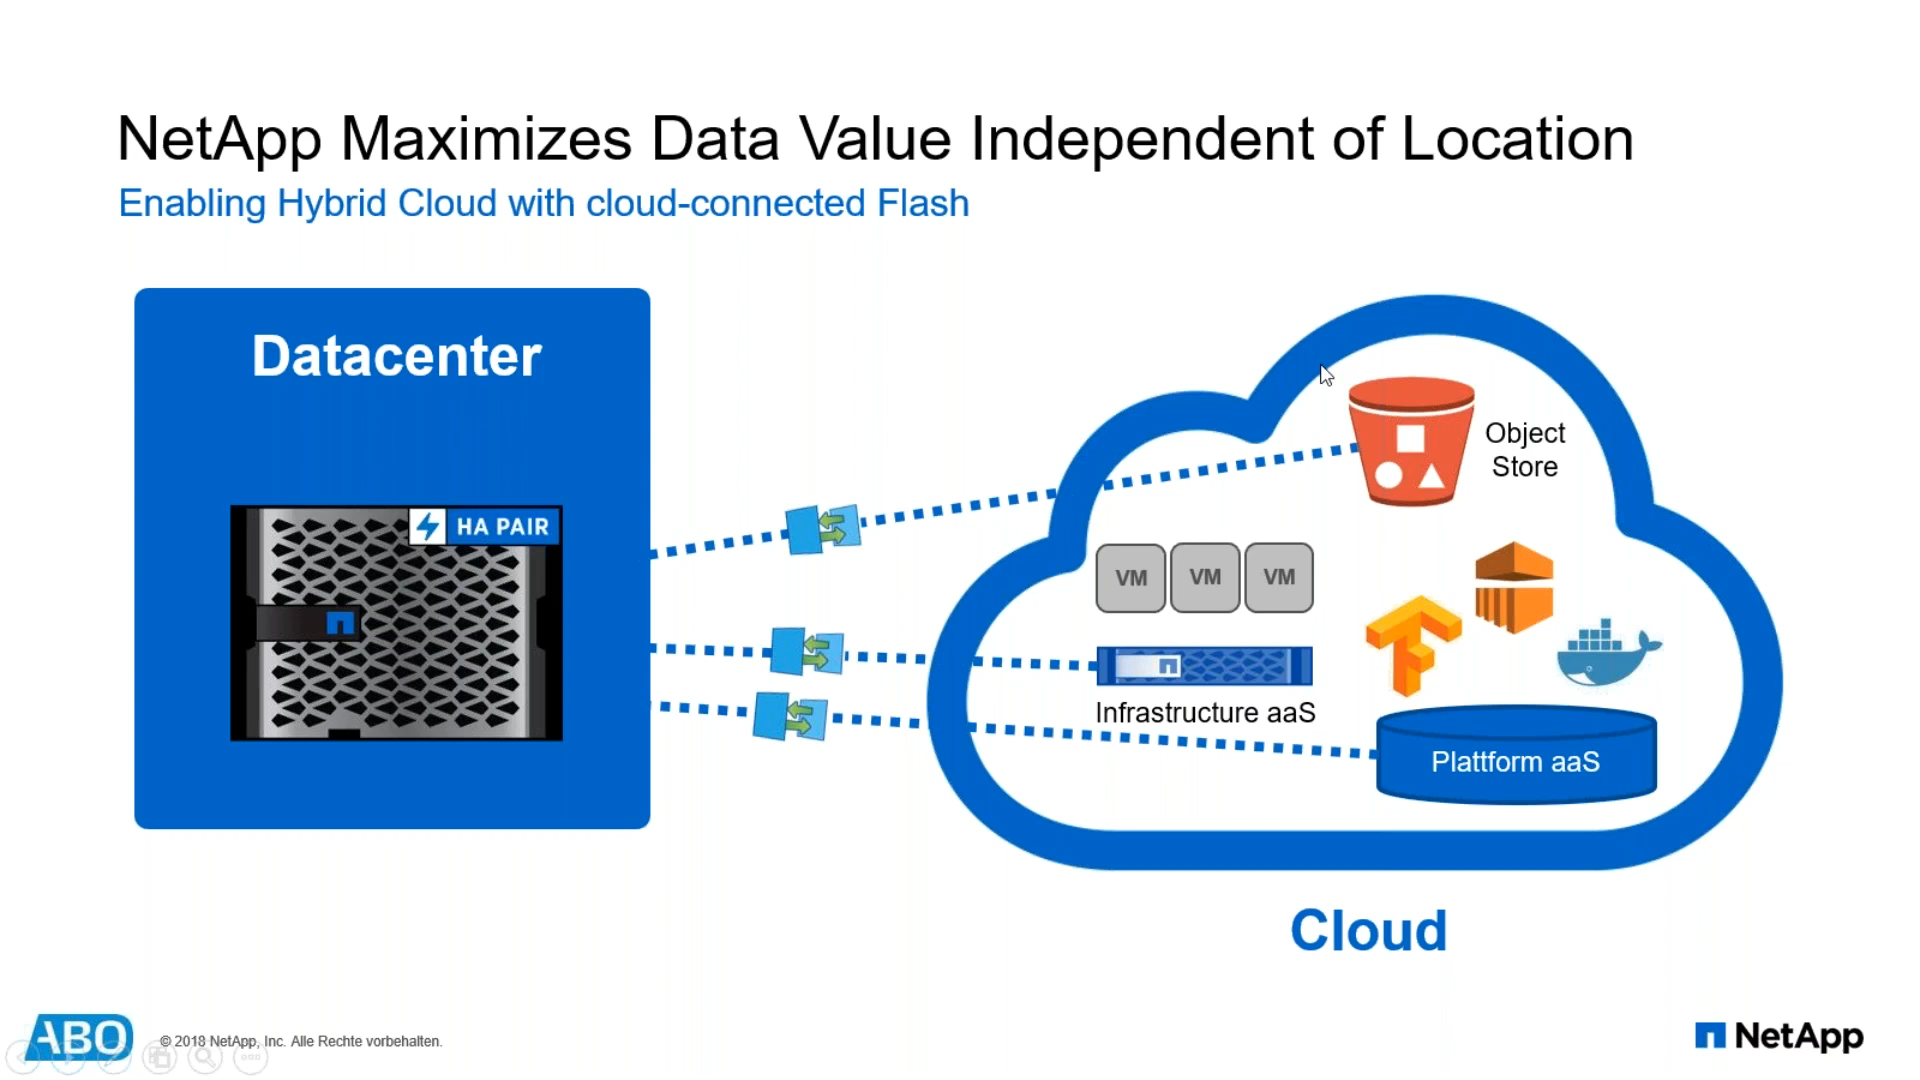 NetApp Maximizes Data Value Independent of Location
Enabling Hybrid Cloud with cloud-connected Flash
Datacenter
HA PAIR
Object
Store
VM VM VM
Infrastructure aaS
Plattform aaS
Cloud
ABO
© 2018 NetApp, Inc. Alle Rechte vorbehalten.
NetApp